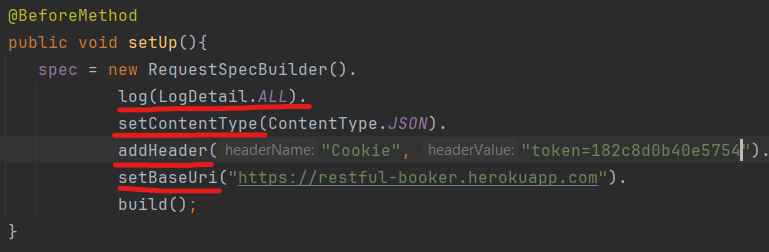 @BeforeMethod
public void setUp(){
spec = new RequestSpecBuilder().
log(LogDetail.ALL).
setContentType(ContentType.JSON).
addHeader( headerName: "Cookie", headerValue: "token=182c8d0b40e5754").
setBaseUri("https://restful-booker.herokuapp.com").
build();
}